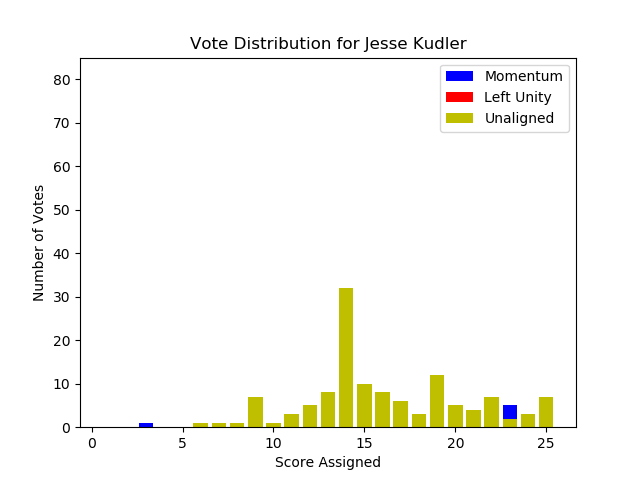 Vote Distribution for Jesse Kudler
Momentum
Left Unity
Unaligned
80
70
60
50
40
30
20
10
0
Number of Votes
0 5 10 15 20 25
Score Assigned